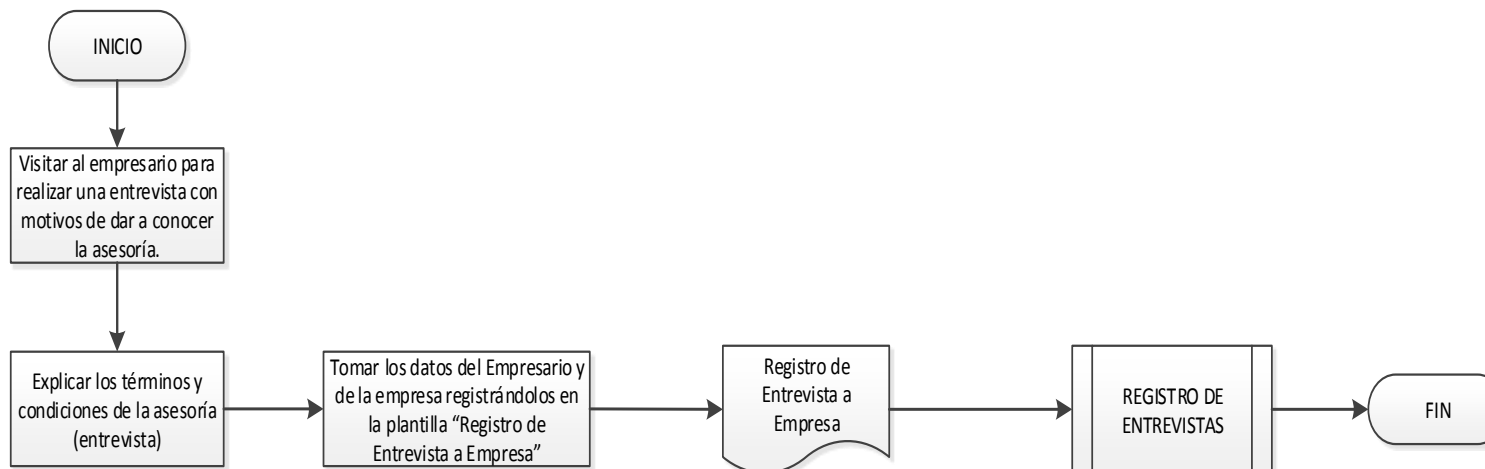 INICIO
Visitar al empresario para
realizar una entrevista con
motivos de dar a conocer
la asesoría.
Explicar los términos y
condiciones de la asesoría
(entrevista)
Tomar los datos del Empresario y
de la empresa registrándolos en
la plantilla “Registro de
Entrevista a Empresa”
Registro de
Entrevista a
Empresa
REGISTRO DE
ENTREVISTAS
FIN